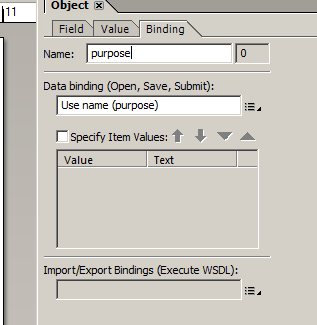 11
Object
Field Value Binding
Name: purpose 0
Data binding (Open, Save, Submit):
Use name (purpose)
Specify Item Values:
Value Text
Import/Export Bindings (Execute WSDL):